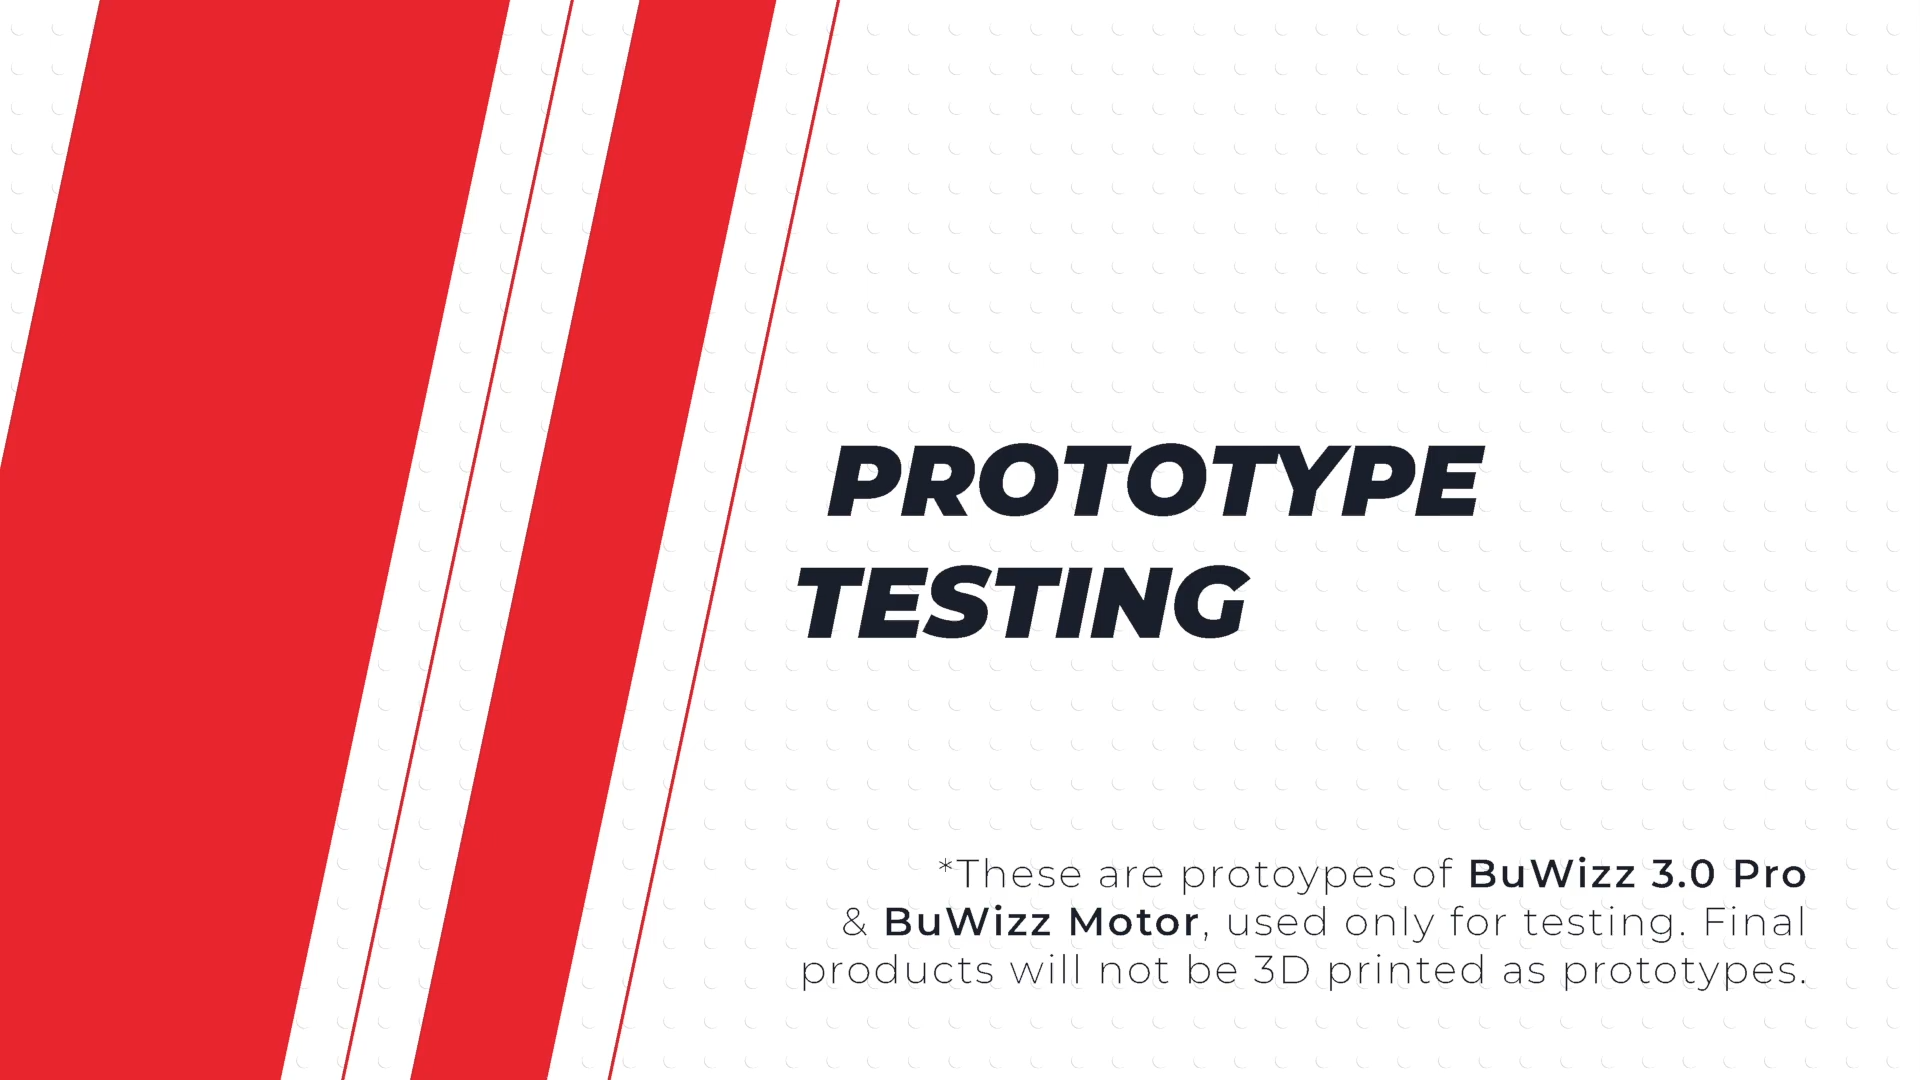 PROTOTYPE
TESTING
*These are protoypes of BuWizz 3.0 Pro
& BuWizz Motor, used only for testing. Final
products will not be 3D printed as prototypes.